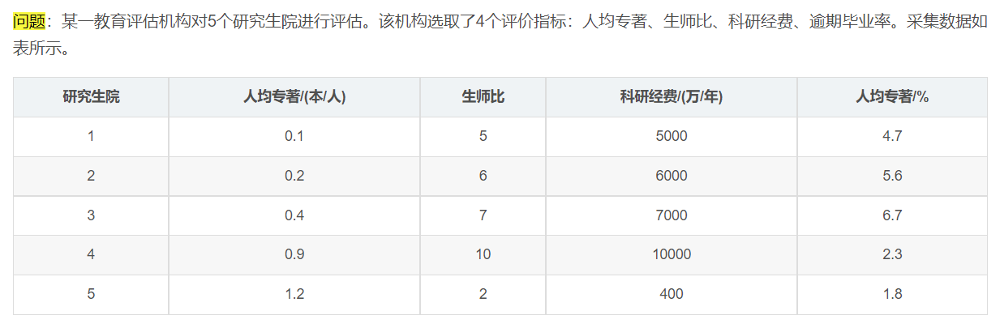 问题：某一教育评估机构对5个研究生院进行评估。该机构选取了4个评价指标：人均专著、生师比、科研经费、逾期毕业率。采集数据如
表所示。
研究生院 人均专著/(本/人) 生师比 科研经费/(万/年) 人均专著/%
1 0.1 5 5000 4.7
2 0.2 6 6000 5.6
3 0.4 7 7000 6.7
4 0.9 10 10000 2.3
5 1.2 2 400 1.8